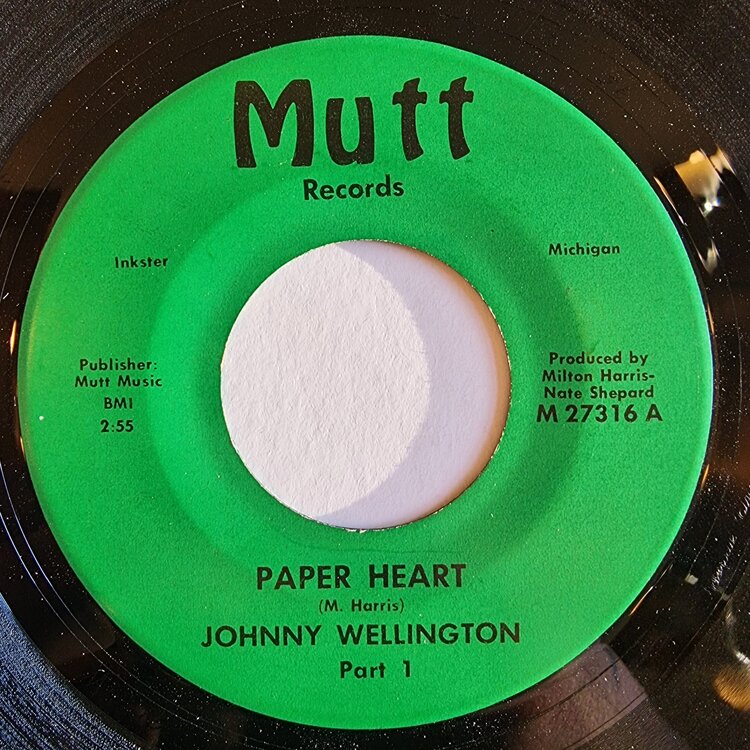 Mutt
Records
Inkster
Michigan
Publisher:
Mutt Music
BMI
2:55
Produced by
Milton Harris-
Nate Shepard
M 27316 A
PAPER HEART
(M. Harris)
JOHNNY WELLINGTON
Part 1